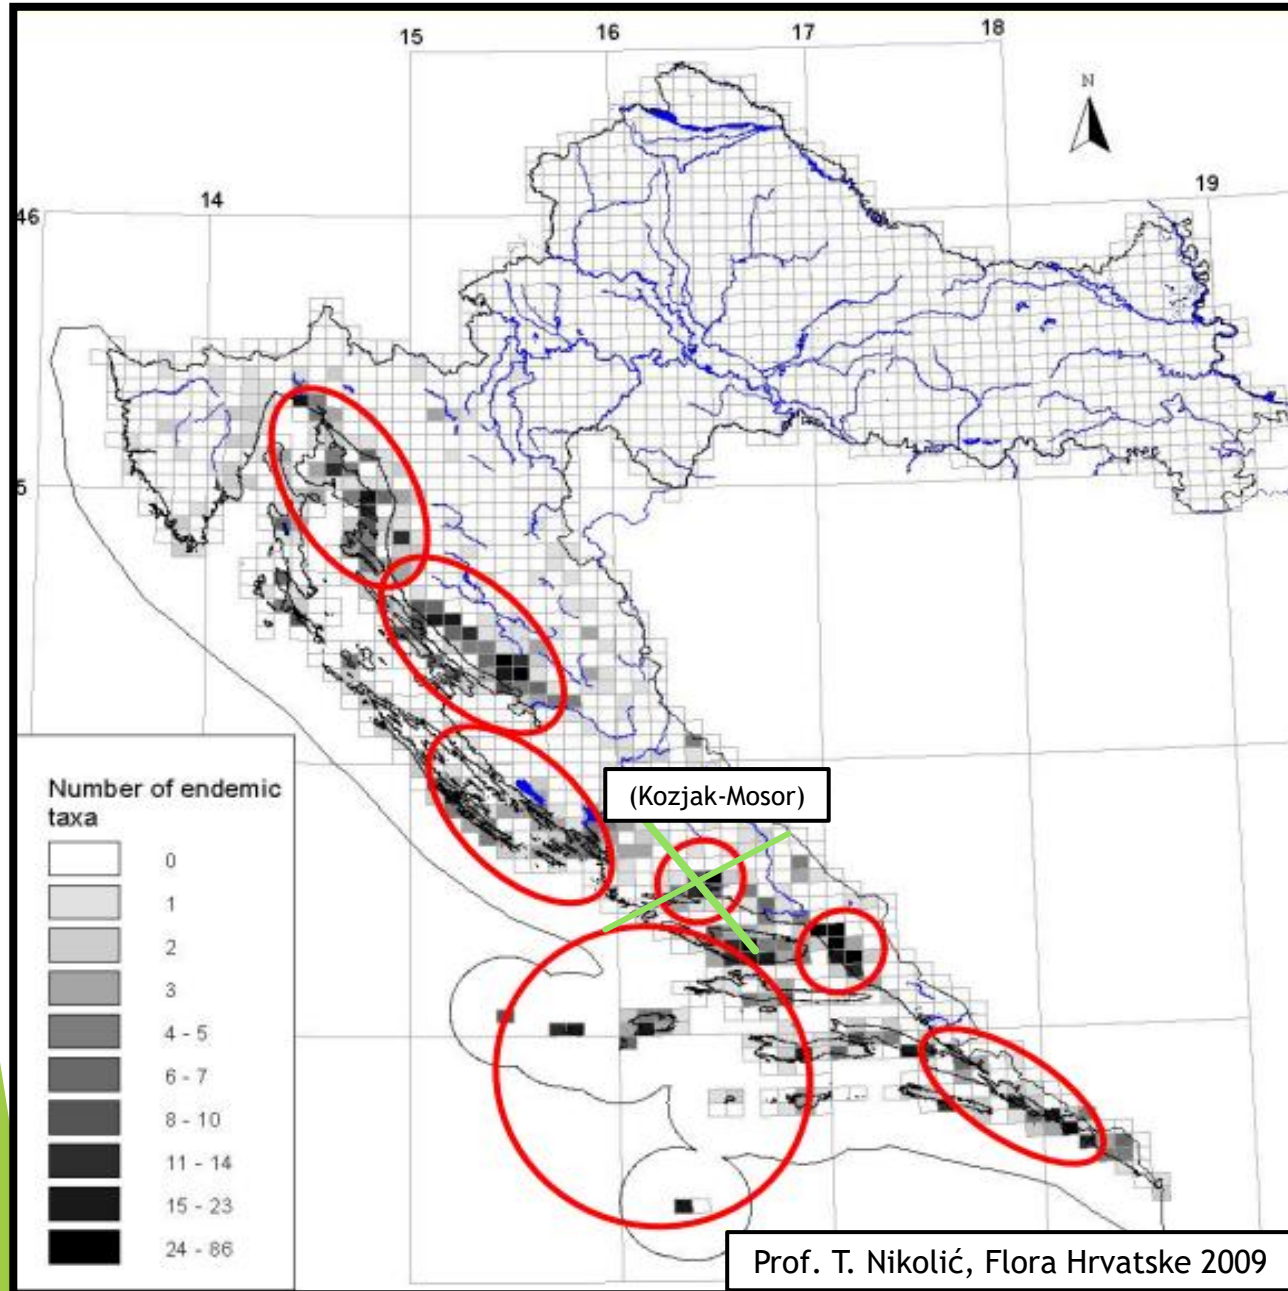 15
16
17
18
N
14
19
46
5
(Kozjak-Mosor)
Number of endemic
taxa
0
1
2
3
4 - 5
6 - 7
8 - 10
11 - 14
15 - 23
24 - 86
Prof. T. Nikolić, Flora Hrvatske 2009